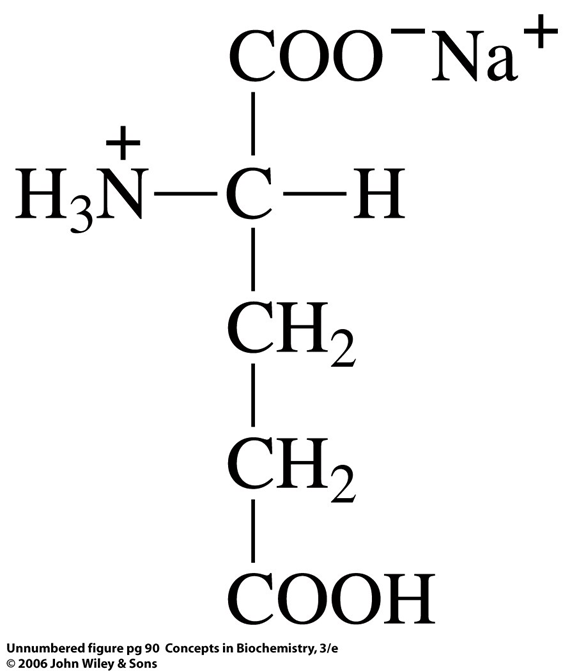 COO⁻Na⁺
H₃N⁺—C—H
CH₂
CH₂
COOH
Unnumbered figure pg 90 Concepts in Biochemistry, 3/e
© 2006 John Wiley & Sons